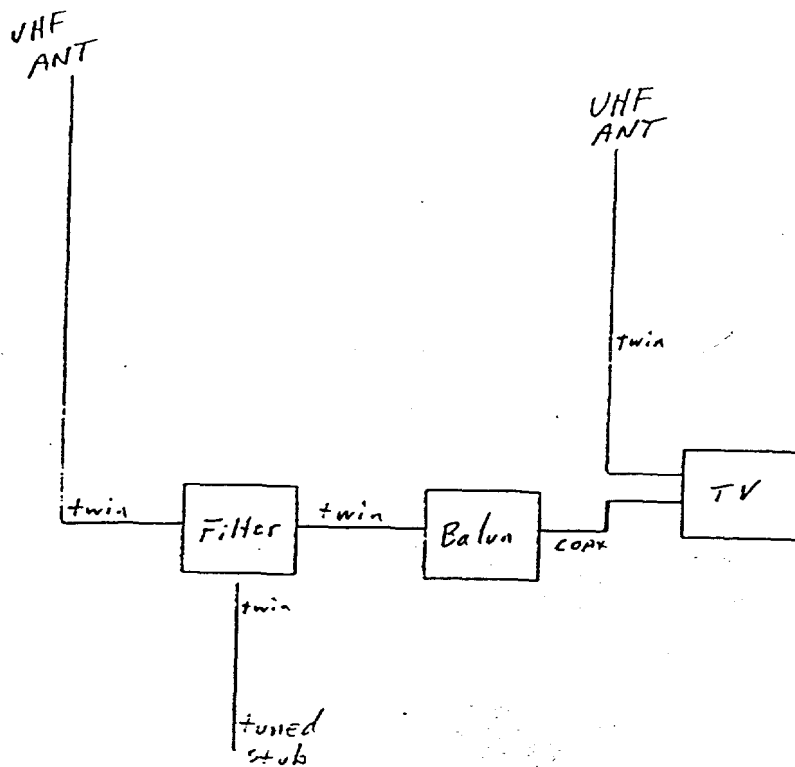 VHF
ANT
UHF
ANT
twin
twin
Filter
twin
Balun
coax
TV
twin
tuned
stub